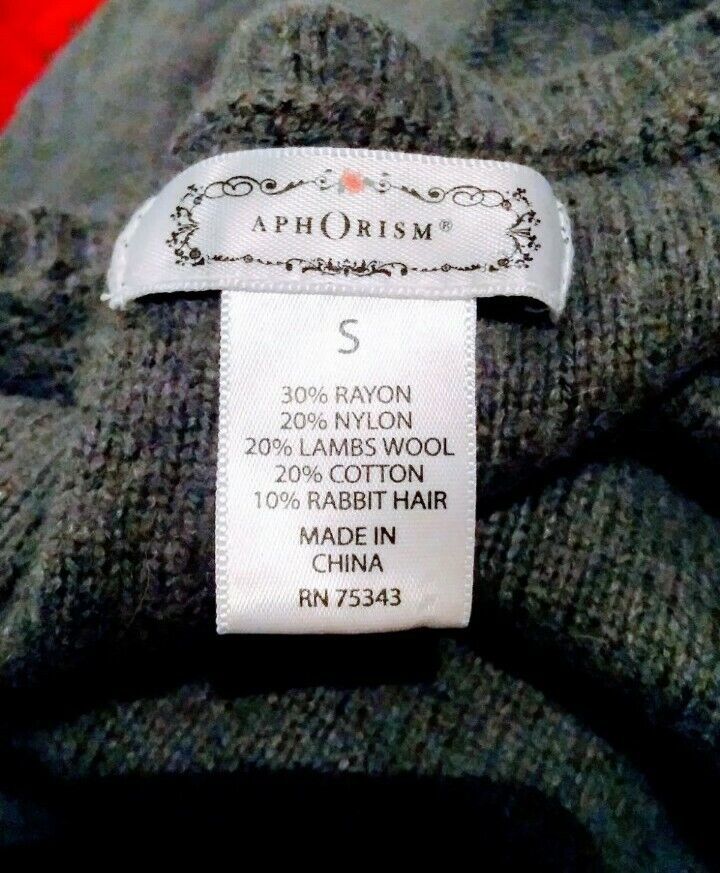 APHORISM®
S
30% RAYON
20% NYLON
20% LAMBS WOOL
20% COTTON
10% RABBIT HAIR
MADE IN
CHINA
RN 75343